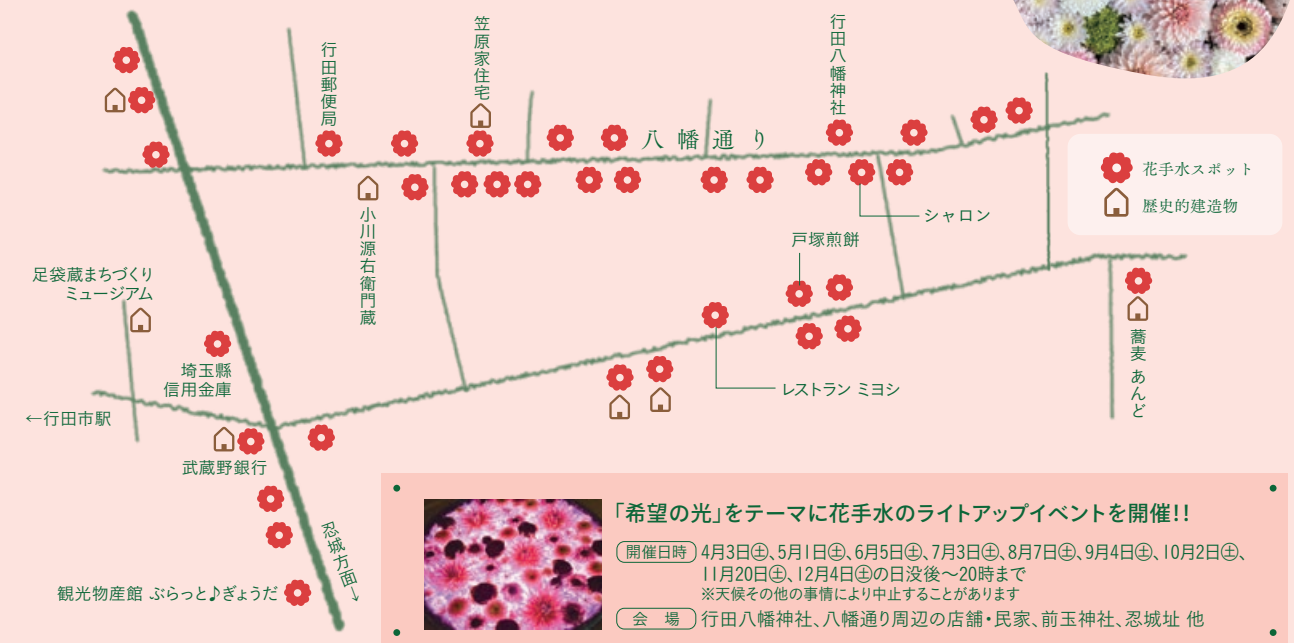 行田郵便局
笠原家住宅
行田八幡神社
八幡通り
花手水スポット
歴史的建造物
シャロン
小川源右衛門蔵
戸塚煎餅
足袋蔵まちづくり
ミュージアム
埼玉縣
信用金庫
レストラン ミヨシ
蕎麦 あんど
←行田市駅
武蔵野銀行
忍城方面→
観光物産館 ぶらっと♪ぎょうだ
「希望の光」をテーマに花手水のライトアップイベントを開催!!
開催日時 4月3日㊏、5月1日㊏、6月5日㊏、7月3日㊏、8月7日㊏、9月4日㊏、10月2日㊏、
11月20日㊏、12月4日㊏の日没後～20時まで
※天候その他の事情により中止することがあります
会 場 行田八幡神社、八幡通り周辺の店舗・民家、前玉神社、忍城址 他